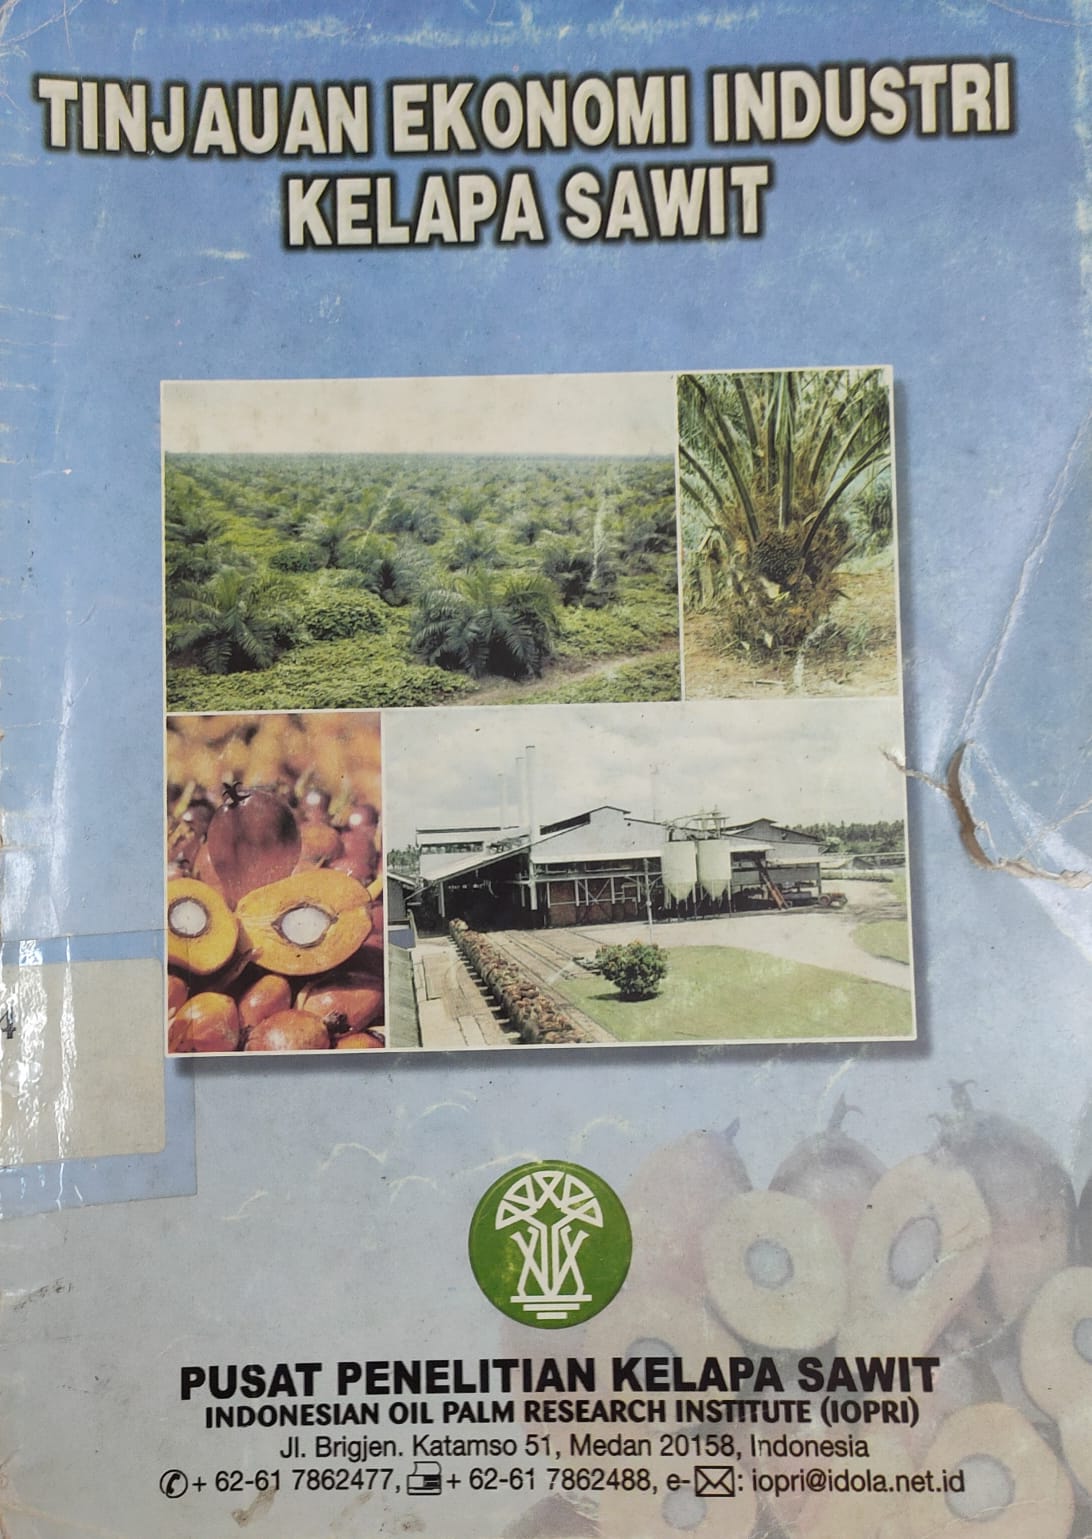 TINJAUAN EKONOMI INDUSTRI
KELAPA SAWIT
4
PUSAT PENELITIAN KELAPA SAWIT
INDONESIAN OIL PALM RESEARCH INSTITUTE (IOPRI)
Jl. Brigjen. Katamso 51, Medan 20158, Indonesia
+ 62-61 7862477, + 62-61 7862488, e-: iopri@idola.net.id